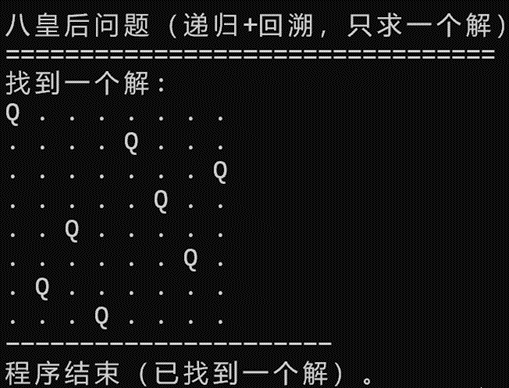 八皇后问题（递归+回溯，只求一个解）
=================================
找到一个解：
Q . . . . . . .
. . . . Q . . .
. . . . . . . Q
. . . . . Q . .
. . Q . . . . .
. . . . . . Q .
. Q . . . . . .
. . . Q . . . .
----------------------
程序结束（已找到一个解）。